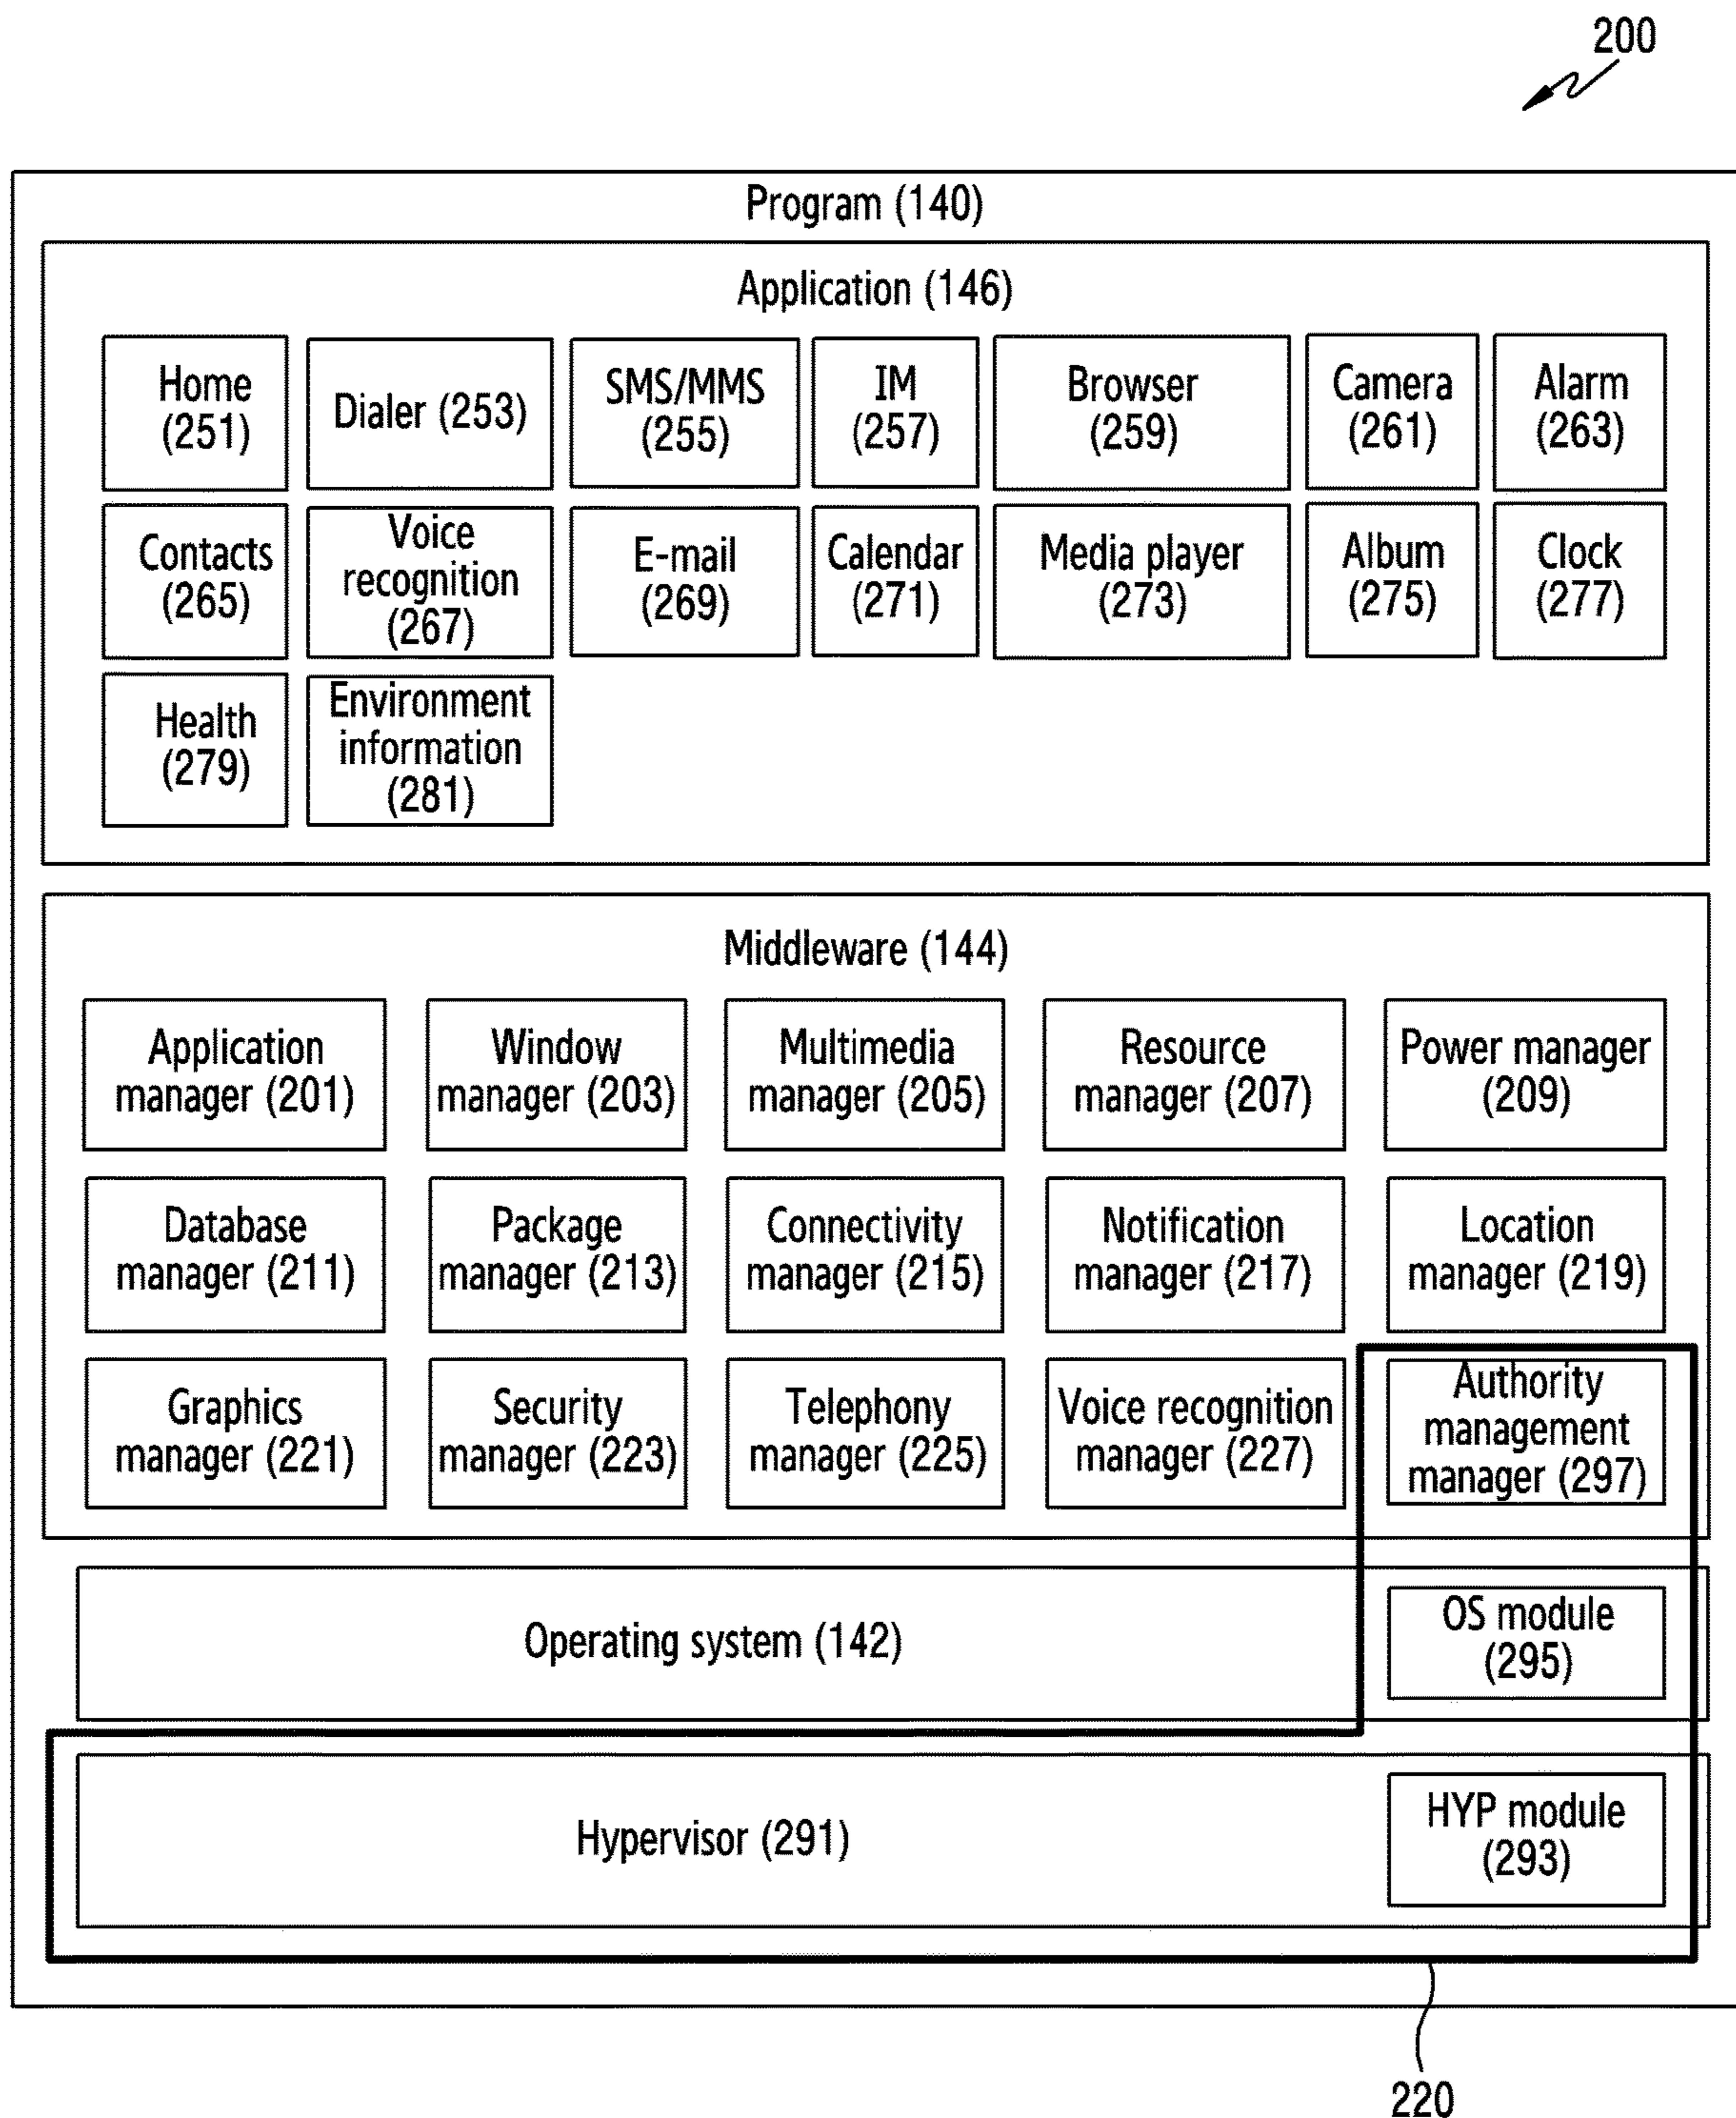 200
Program (140)
Application (146)
Home
(251)
Dialer (253)
SMS/MMS
(255)
IM
(257)
Browser
(259)
Camera
(261)
Alarm
(263)
Contacts
(265)
Voice
recognition
(267)
E-mail
(269)
Calendar
(271)
Media player
(273)
Album
(275)
Clock
(277)
Health
(279)
Environment
information
(281)
Middleware (144)
Application
manager (201)
Window
manager (203)
Multimedia
manager (205)
Resource
manager (207)
Power manager
(209)
Database
manager (211)
Package
manager (213)
Connectivity
manager (215)
Notification
manager (217)
Location
manager (219)
Graphics
manager (221)
Security
manager (223)
Telephony
manager (225)
Voice recognition
manager (227)
Authority
management
manager (297)
Operating system (142)
OS module
(295)
Hypervisor (291)
HYP module
(293)
220